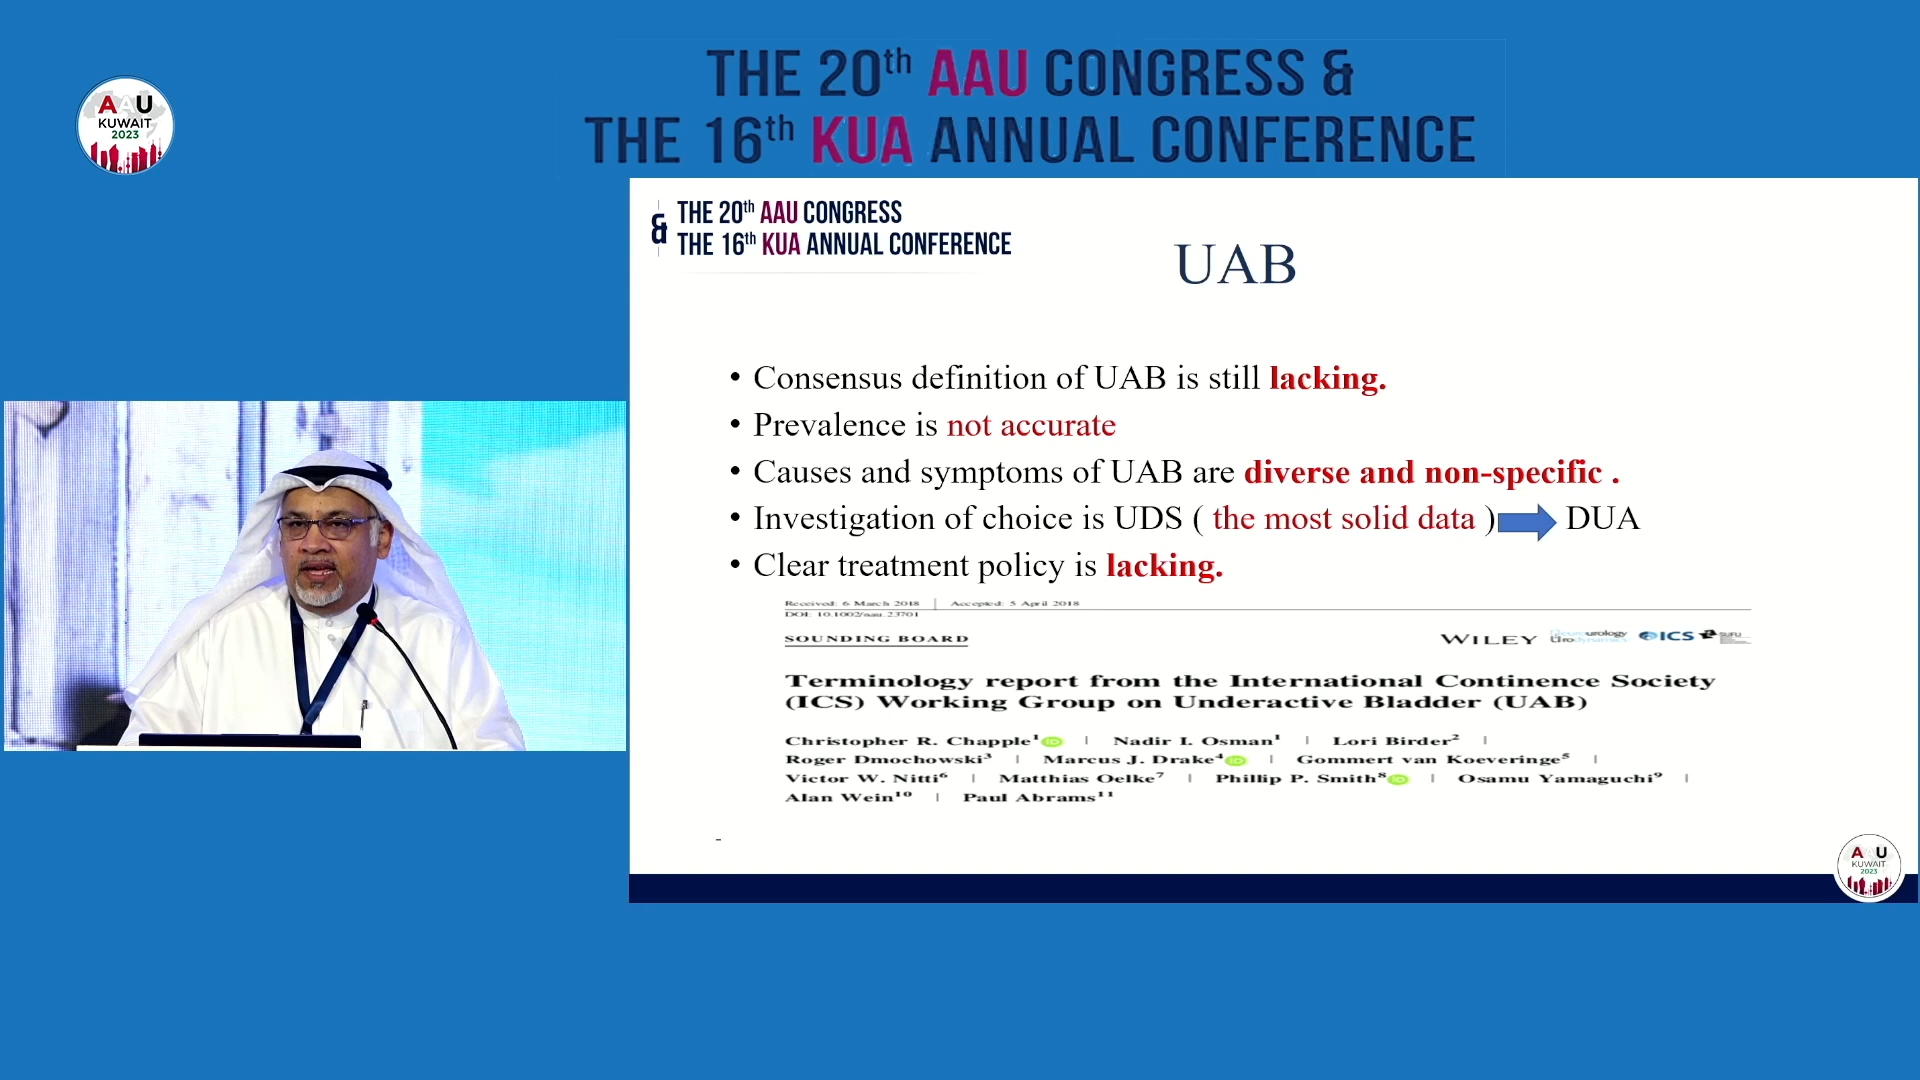 THE 20th AAU CONGRESS &
THE 16th KUA ANNUAL CONFERENCE
AAU
KUWAIT
2023
& THE 20th AAU CONGRESS
THE 16th KUA ANNUAL CONFERENCE
UAB
• Consensus definition of UAB is still lacking.
• Prevalence is not accurate
• Causes and symptoms of UAB are diverse and non-specific .
• Investigation of choice is UDS ( the most solid data ) DUA
• Clear treatment policy is lacking.
Received: 6 March 2018 | Accepted: 5 April 2018
DOI: 10.1002/nau.23701
SOUNDING BOARD
WILEY Neurourology Urodynamics ICS SUFU
Terminology report from the International Continence Society
(ICS) Working Group on Underactive Bladder (UAB)
Christopher R. Chapple1 iD | Nadir I. Osman1 | Lori Birder2 |
Roger Dmochowski3 | Marcus J. Drake4 iD | Gommert van Koeveringe5 |
Victor W. Nitti6 | Matthias Oelke7 | Phillip P. Smith8 iD | Osamu Yamaguchi9 |
Alan Wein10 | Paul Abrams11
-
AAU
KUWAIT
2023